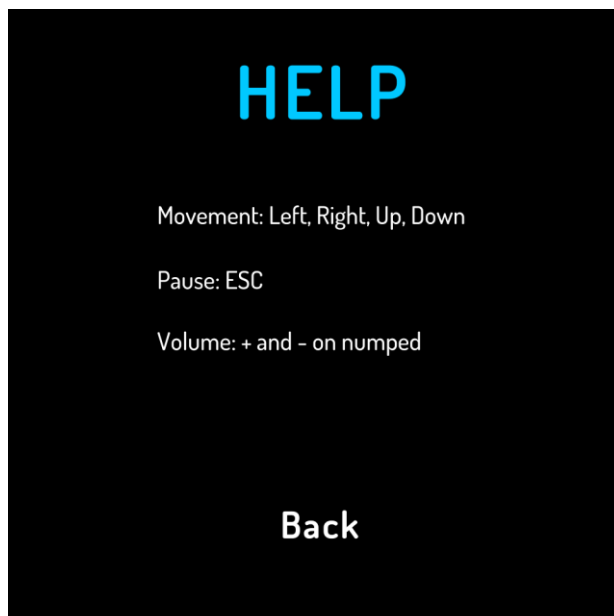 HELP
Movement: Left, Right, Up, Down
Pause: ESC
Volume: + and - on numped
Back